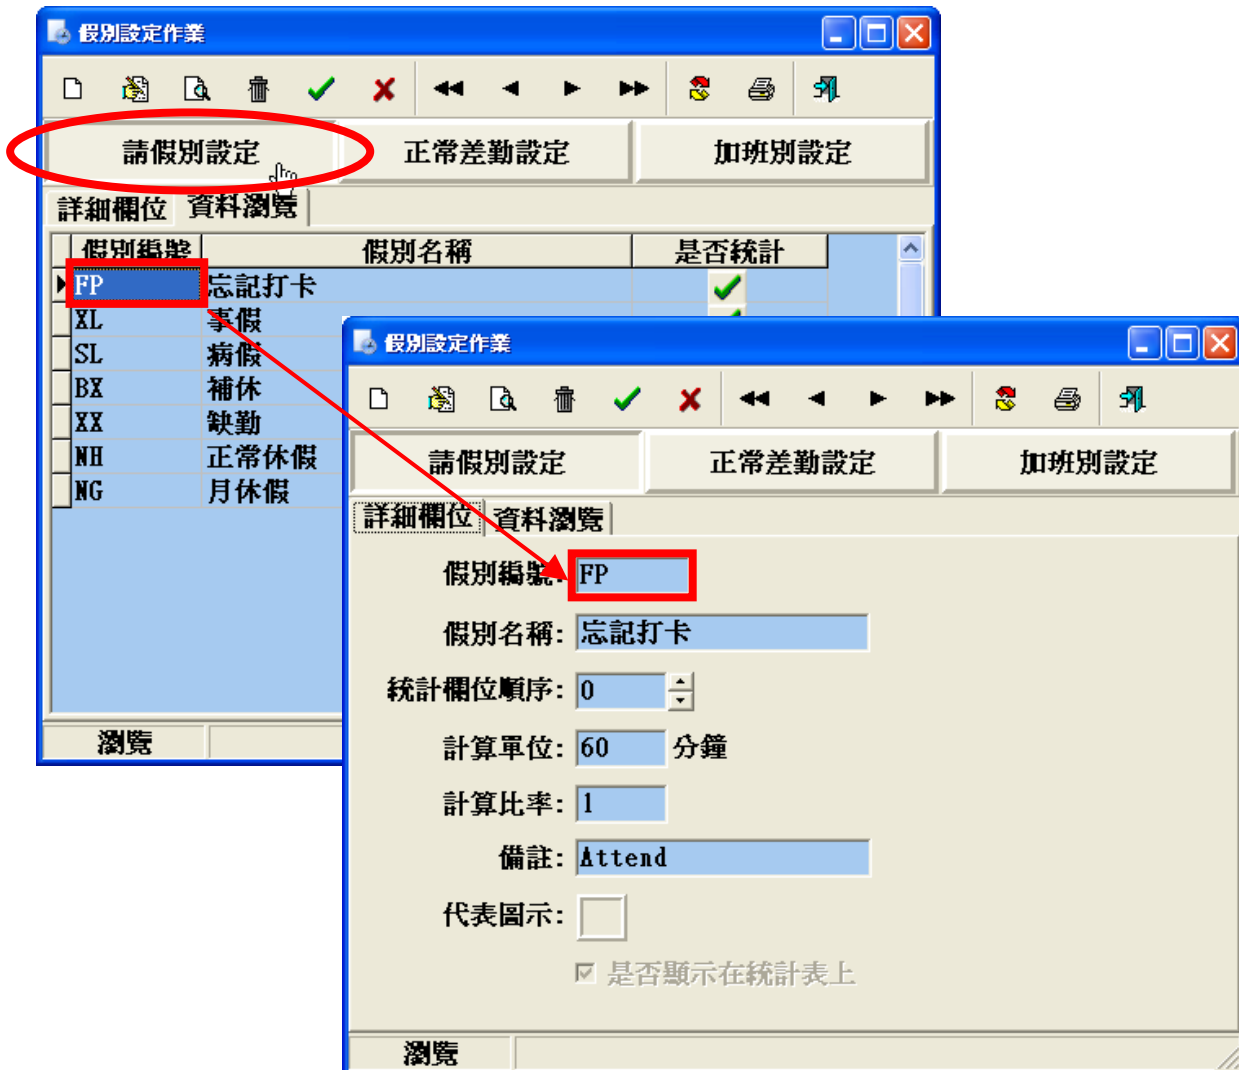 假別設定作業
請假別設定 正常差勤設定 加班別設定
詳細欄位 資料瀏覽
假別編號 假別名稱 是否統計
FP 忘記打卡
XL 事假
SL 病假
BX 補休
XX 缺勤
NH 正常休假
NG 月休假
瀏覽
假別設定作業
請假別設定 正常差勤設定 加班別設定
詳細欄位 資料瀏覽
假別編號: FP
假別名稱: 忘記打卡
統計欄位順序: 0
計算單位: 60 分鐘
計算比率: 1
備註: Attend
代表圖示:
是否顯示在統計表上
瀏覽